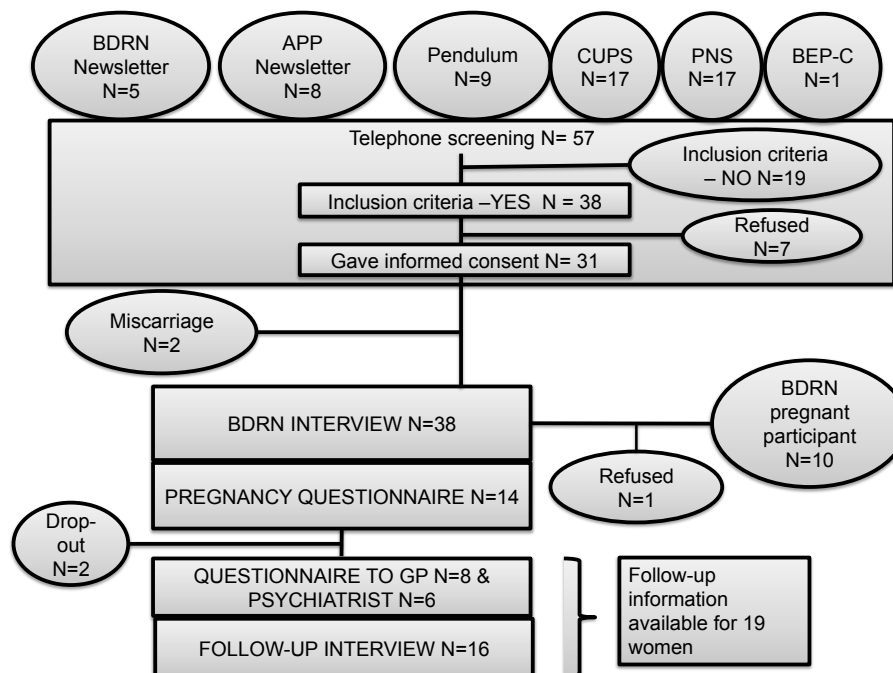 BDRN
Newsletter
N=5
APP
Newsletter
N=8
Pendulum
N=9
CUPS
N=17
PNS
N=17
BEP-C
N=1
Telephone screening N= 57
Inclusion criteria
– NO N=19
Inclusion criteria –YES  N = 38
Refused
N=7
Gave informed consent N= 31
Miscarriage
N=2
BDRN INTERVIEW N=38
BDRN
pregnant
participant
N=10
Refused
N=1
PREGNANCY QUESTIONNAIRE N=14
Drop-
out
N=2
QUESTIONNAIRE TO GP N=8 &
PSYCHIATRIST N=6
Follow-up
information
available for 19
women
FOLLOW-UP INTERVIEW N=16